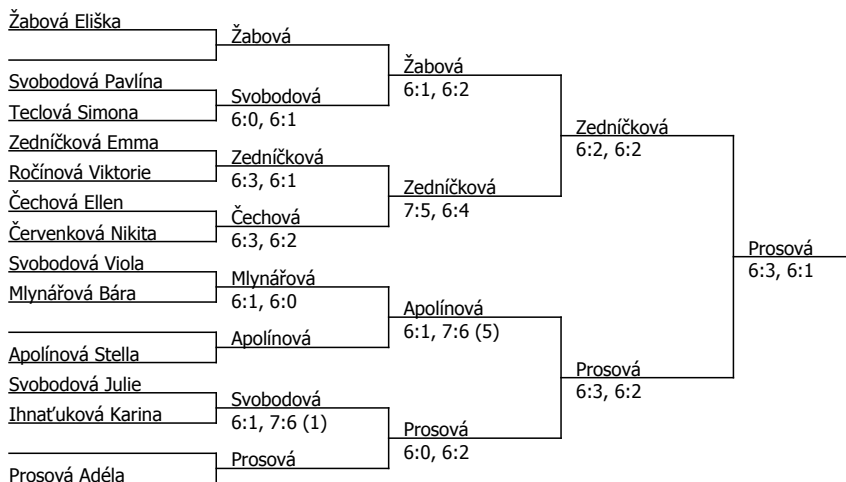 Žabová Eliška
Svobodová Pavlína
Teclová Simona
Zedníčková Emma
Ročínová Viktorie
Čechová Ellen
Červenková Nikita
Svobodová Viola
Mlynářová Bára
Apolínová Stella
Svobodová Julie
Ihnaťuková Karina
Prosová Adéla
Žabová
Svobodová
6:0, 6:1
Zedníčková
6:3, 6:1
Čechová
6:3, 6:2
Mlynářová
6:1, 6:0
Apolínová
Svobodová
6:1, 7:6 (1)
Prosová
Žabová
6:1, 6:2
Zedníčková
7:5, 6:4
Apolínová
6:1, 7:6 (5)
Prosová
6:0, 6:2
Zedníčková
6:2, 6:2
Prosová
6:3, 6:2
Prosová
6:3, 6:1